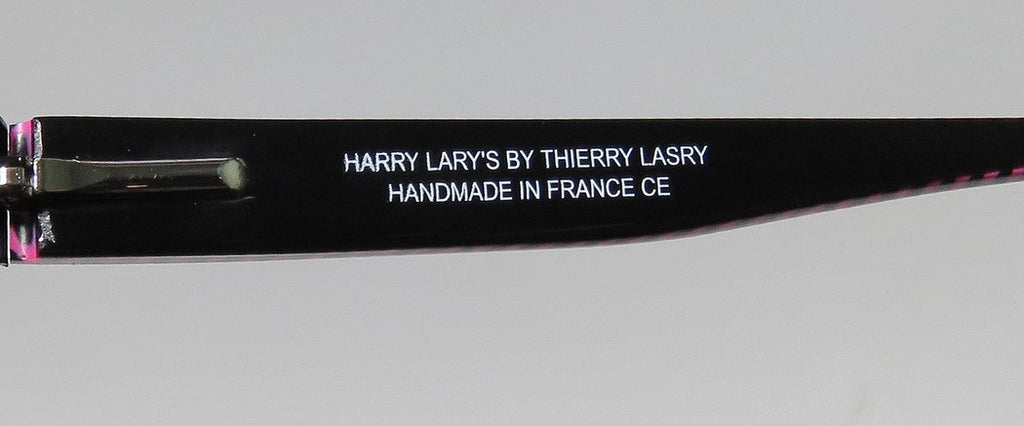 HARRY LARY'S BY THIERRY LASRY
HANDMADE IN FRANCE CE